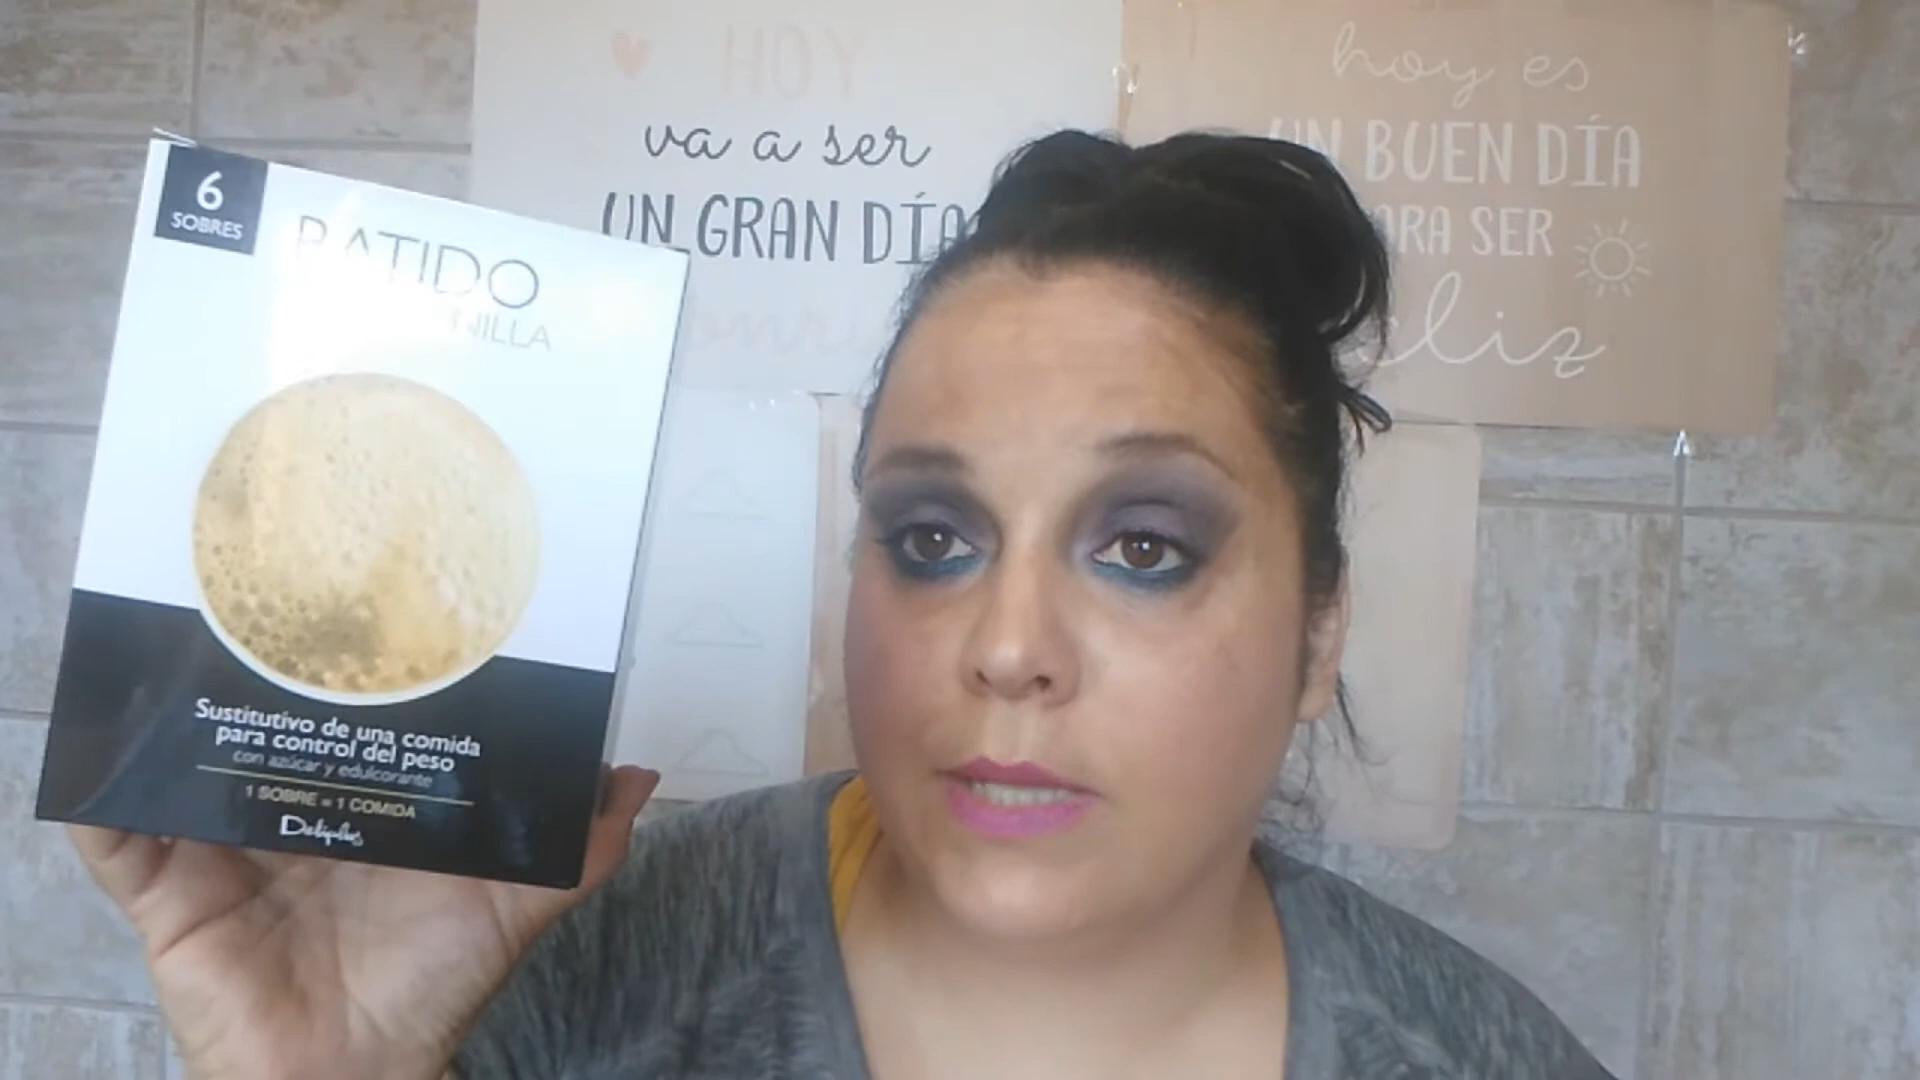 6
SOBRES
BATIDO
Sustitutivo de una comida
para control del peso
con azúcar y edulcorante
1 SOBRE = 1 COMIDA
Deliplus
HOY
va a ser
UN GRAN DÍA
hoy es
UN BUEN DÍA
SER